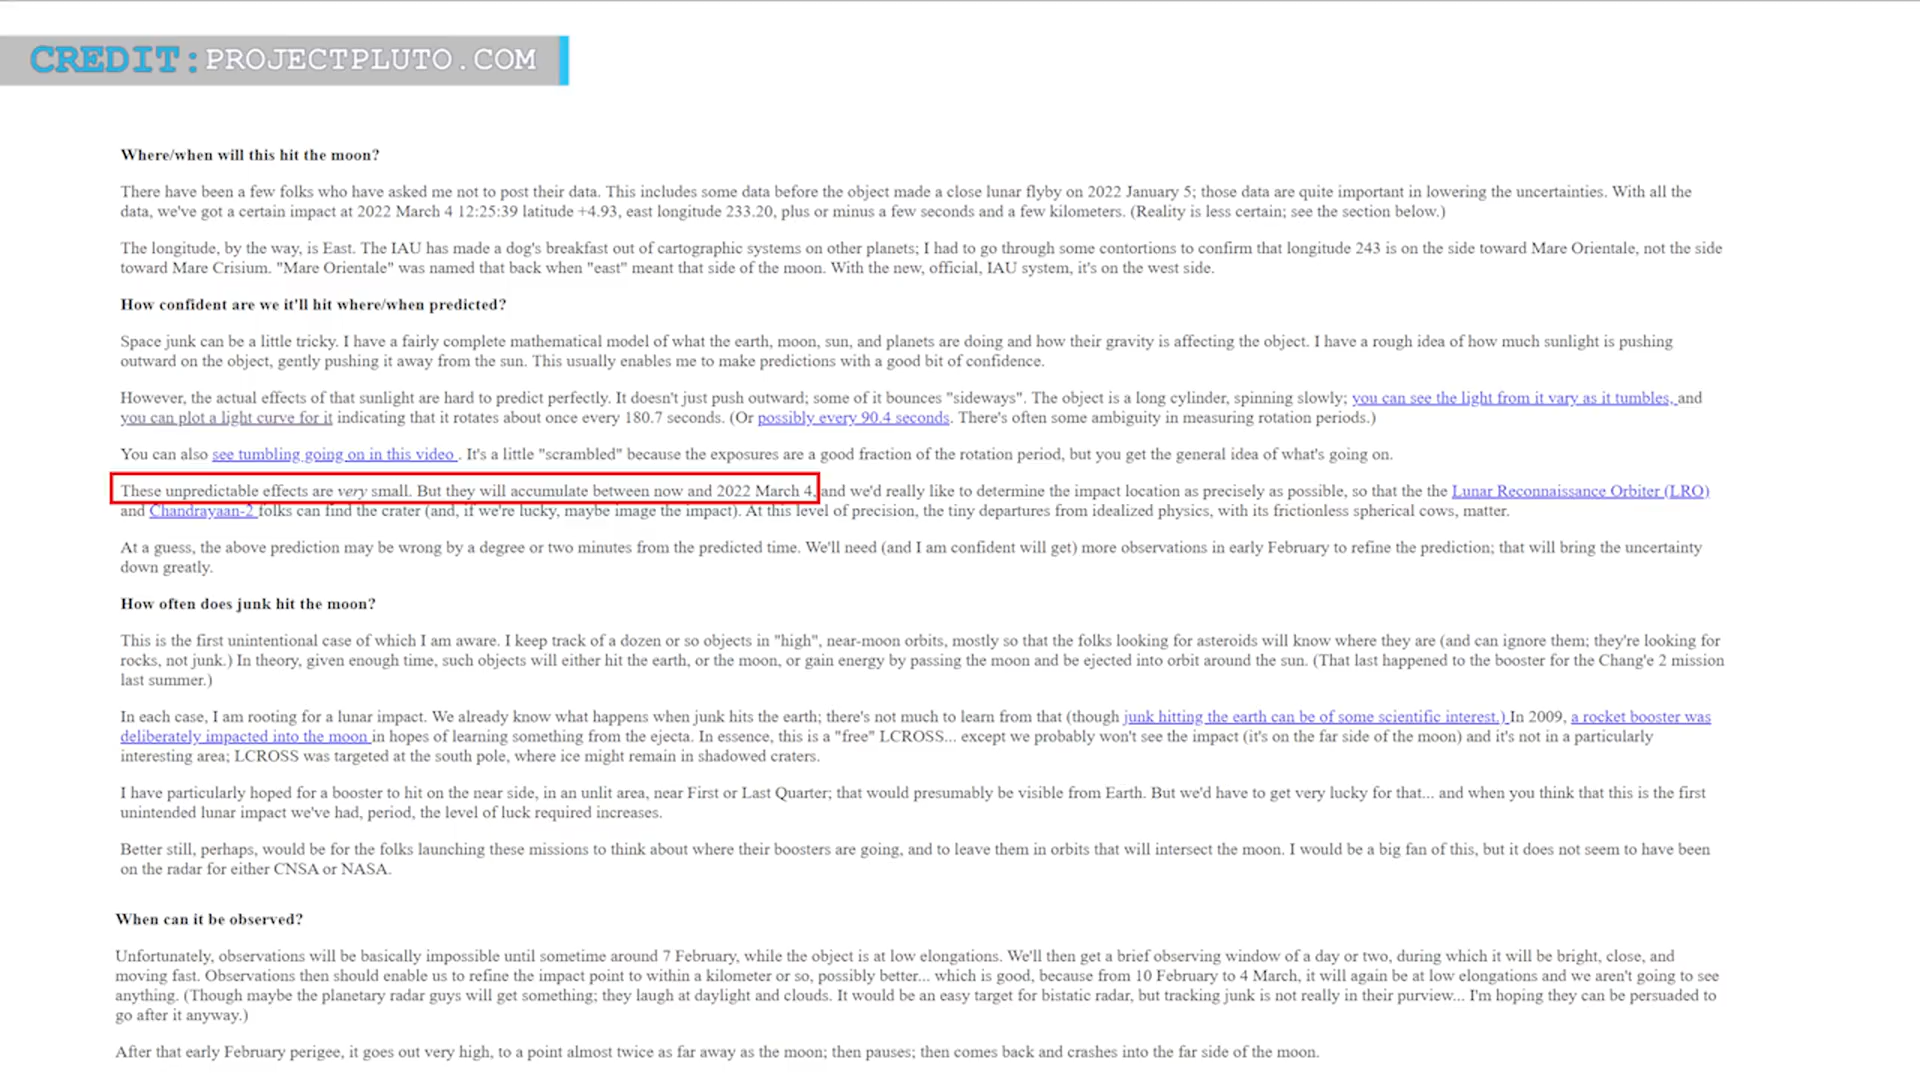 CREDIT: PROJECTPLUTO.COM
Where/when will this hit the moon?
There have been a few folks who have asked me not to post their data. This includes some data before the object made a close lunar flyby on 2022 January 5; those data are quite important in lowering the uncertainties. With all the
data, we've got a certain impact at 2022 March 4 12:25:39 latitude +4.93, east longitude 233.20, plus or minus a few seconds and a few kilometers. (Reality is less certain; see the section below.)
The longitude, by the way, is East. The IAU has made a dog's breakfast out of cartographic systems on other planets; I had to go through some contortions to confirm that longitude 243 is on the side toward Mare Orientale, not the side
toward Mare Crisium. "Mare Orientale" was named that back when "east" meant that side of the moon. With the new, official, IAU system, it's on the west side.
How confident are we it'll hit where/when predicted?
Space junk can be a little tricky. I have a fairly complete mathematical model of what the earth, moon, sun, and planets are doing and how their gravity is affecting the object. I have a rough idea of how much sunlight is pushing
outward on the object, gently pushing it away from the sun. This usually enables me to make predictions with a good bit of confidence.
However, the actual effects of that sunlight are hard to predict perfectly. It doesn't just push outward; some of it bounces "sideways". The object is a long cylinder, spinning slowly; you can see the light from it vary as it tumbles, and
you can plot a light curve for it indicating that it rotates about once every 180.7 seconds. (Or possibly every 90.4 seconds. There's often some ambiguity in measuring rotation periods.)
You can also see tumbling going on in this video . It's a little "scrambled" because the exposures are a good fraction of the rotation period, but you get the general idea of what's going on.
These unpredictable effects are very small. But they will accumulate between now and 2022 March 4, and we'd really like to determine the impact location as precisely as possible, so that the the Lunar Reconnaissance Orbiter (LRO)
and Chandrayaan-2 folks can find the crater (and, if we're lucky, maybe image the impact). At this level of precision, the tiny departures from idealized physics, with its frictionless spherical cows, matter.
At a guess, the above prediction may be wrong by a degree or two minutes from the predicted time. We'll need (and I am confident will get) more observations in early February to refine the prediction; that will bring the uncertainty
down greatly.
How often does junk hit the moon?
This is the first unintentional case of which I am aware. I keep track of a dozen or so objects in "high", near-moon orbits, mostly so that the folks looking for asteroids will know where they are (and can ignore them; they're looking for
rocks, not junk.) In theory, given enough time, such objects will either hit the earth, or the moon, or gain energy by passing the moon and be ejected into orbit around the sun. (That last happened to the booster for the Chang'e 2 mission
last summer.)
In each case, I am rooting for a lunar impact. We already know what happens when junk hits the earth; there's not much to learn from that (though junk hitting the earth can be of some scientific interest.) In 2009, a rocket booster was
deliberately impacted into the moon in hopes of learning something from the ejecta. In essence, this is a "free" LCROSS... except we probably won't see the impact (it's on the far side of the moon) and it's not in a particularly
interesting area; LCROSS was targeted at the south pole, where ice might remain in shadowed craters.
I have particularly hoped for a booster to hit on the near side, in an unlit area, near First or Last Quarter; that would presumably be visible from Earth. But we'd have to get very lucky for that... and when you think that this is the first
unintended lunar impact we've had, period, the level of luck required increases.
Better still, perhaps, would be for the folks launching these missions to think about where their boosters are going, and to leave them in orbits that will intersect the moon. I would be a big fan of this, but it does not seem to have been
on the radar for either CNSA or NASA.
When can it be observed?
Unfortunately, observations will be basically impossible until sometime around 7 February, while the object is at low elongations. We'll then get a brief observing window of a day or two, during which it will be bright, close, and
moving fast. Observations then should enable us to refine the impact point to within a kilometer or so, possibly better... which is good, because from 10 February to 4 March, it will again be at low elongations and we aren't going to see
anything. (Though maybe the planetary radar guys will get something; they laugh at daylight and clouds. It would be an easy target for bistatic radar, but tracking junk is not really in their purview... I'm hoping they can be persuaded to
go after it anyway.)
After that early February perigee, it goes out very high, to a point almost twice as far away as the moon; then pauses; then comes back and crashes into the far side of the moon.